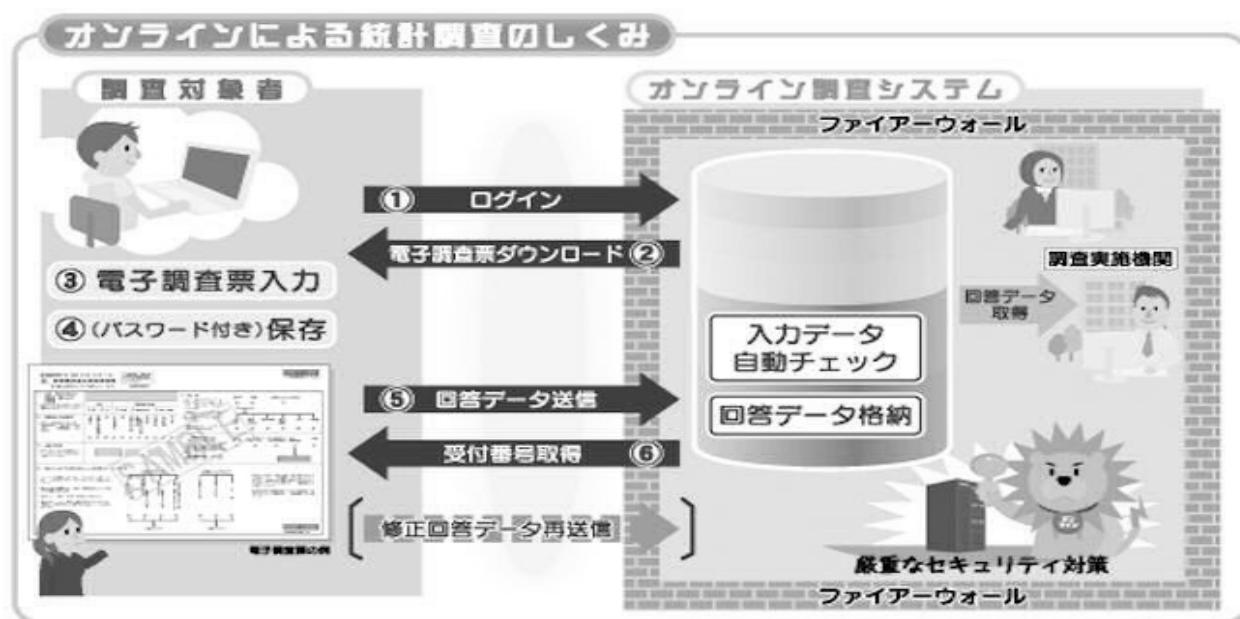 オンラインによる統計調査のしくみ
調査対象者
オンライン調査システム
ファイアーウォール
① ログイン
電子調査票ダウンロード ②
③ 電子調査票入力
④ (パスワード付き) 保存
調査実施機関
回答データ
取得
入力データ
自動チェック
回答データ格納
⑤ 回答データ送信
受付番号取得 ⑥
SAMPLE
修正回答データ再送信
電子調査票の例
厳重なセキュリティ対策
ファイアーウォール